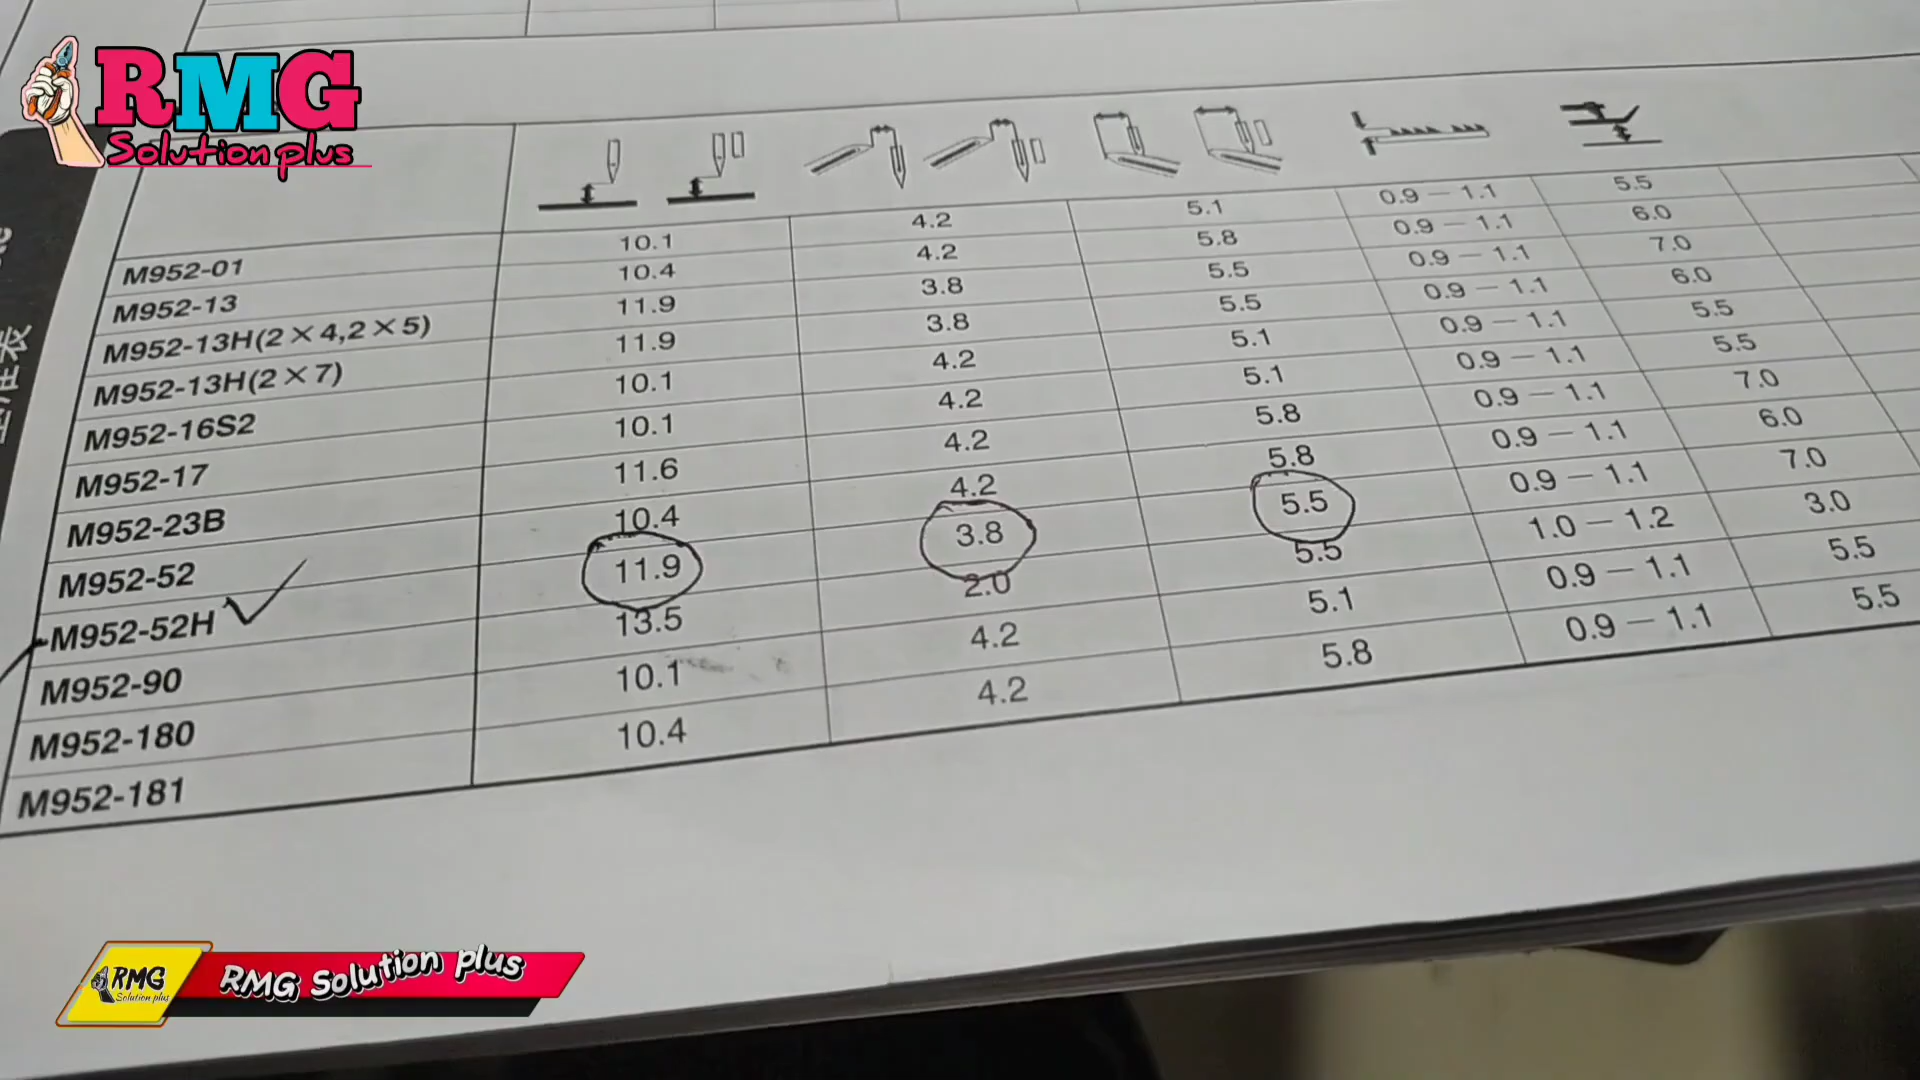 RMG
Solution plus
M952-01 10.1 4.2 5.1 0.9－1.1 5.5
M952-13 10.4 4.2 5.8 0.9－1.1 6.0
M952-13H(2×4,2×5) 11.9 3.8 5.5 0.9－1.1 7.0
M952-13H(2×7) 11.9 3.8 5.5 0.9－1.1 6.0
M952-16S2 10.1 4.2 5.1 0.9－1.1 5.5
M952-17 10.1 4.2 5.1 0.9－1.1 5.5
M952-23B 11.6 4.2 5.8 0.9－1.1 7.0
M952-52 10.4 4.2 5.8 0.9－1.1 6.0
M952-52H 11.9 3.8 5.5 0.9－1.1 7.0
M952-90 13.5 2.0 5.5 1.0－1.2 3.0
M952-180 10.1 4.2 5.1 0.9－1.1 5.5
M952-181 10.4 4.2 5.8 0.9－1.1 5.5
RMG
Solution plus
RMG Solution plus